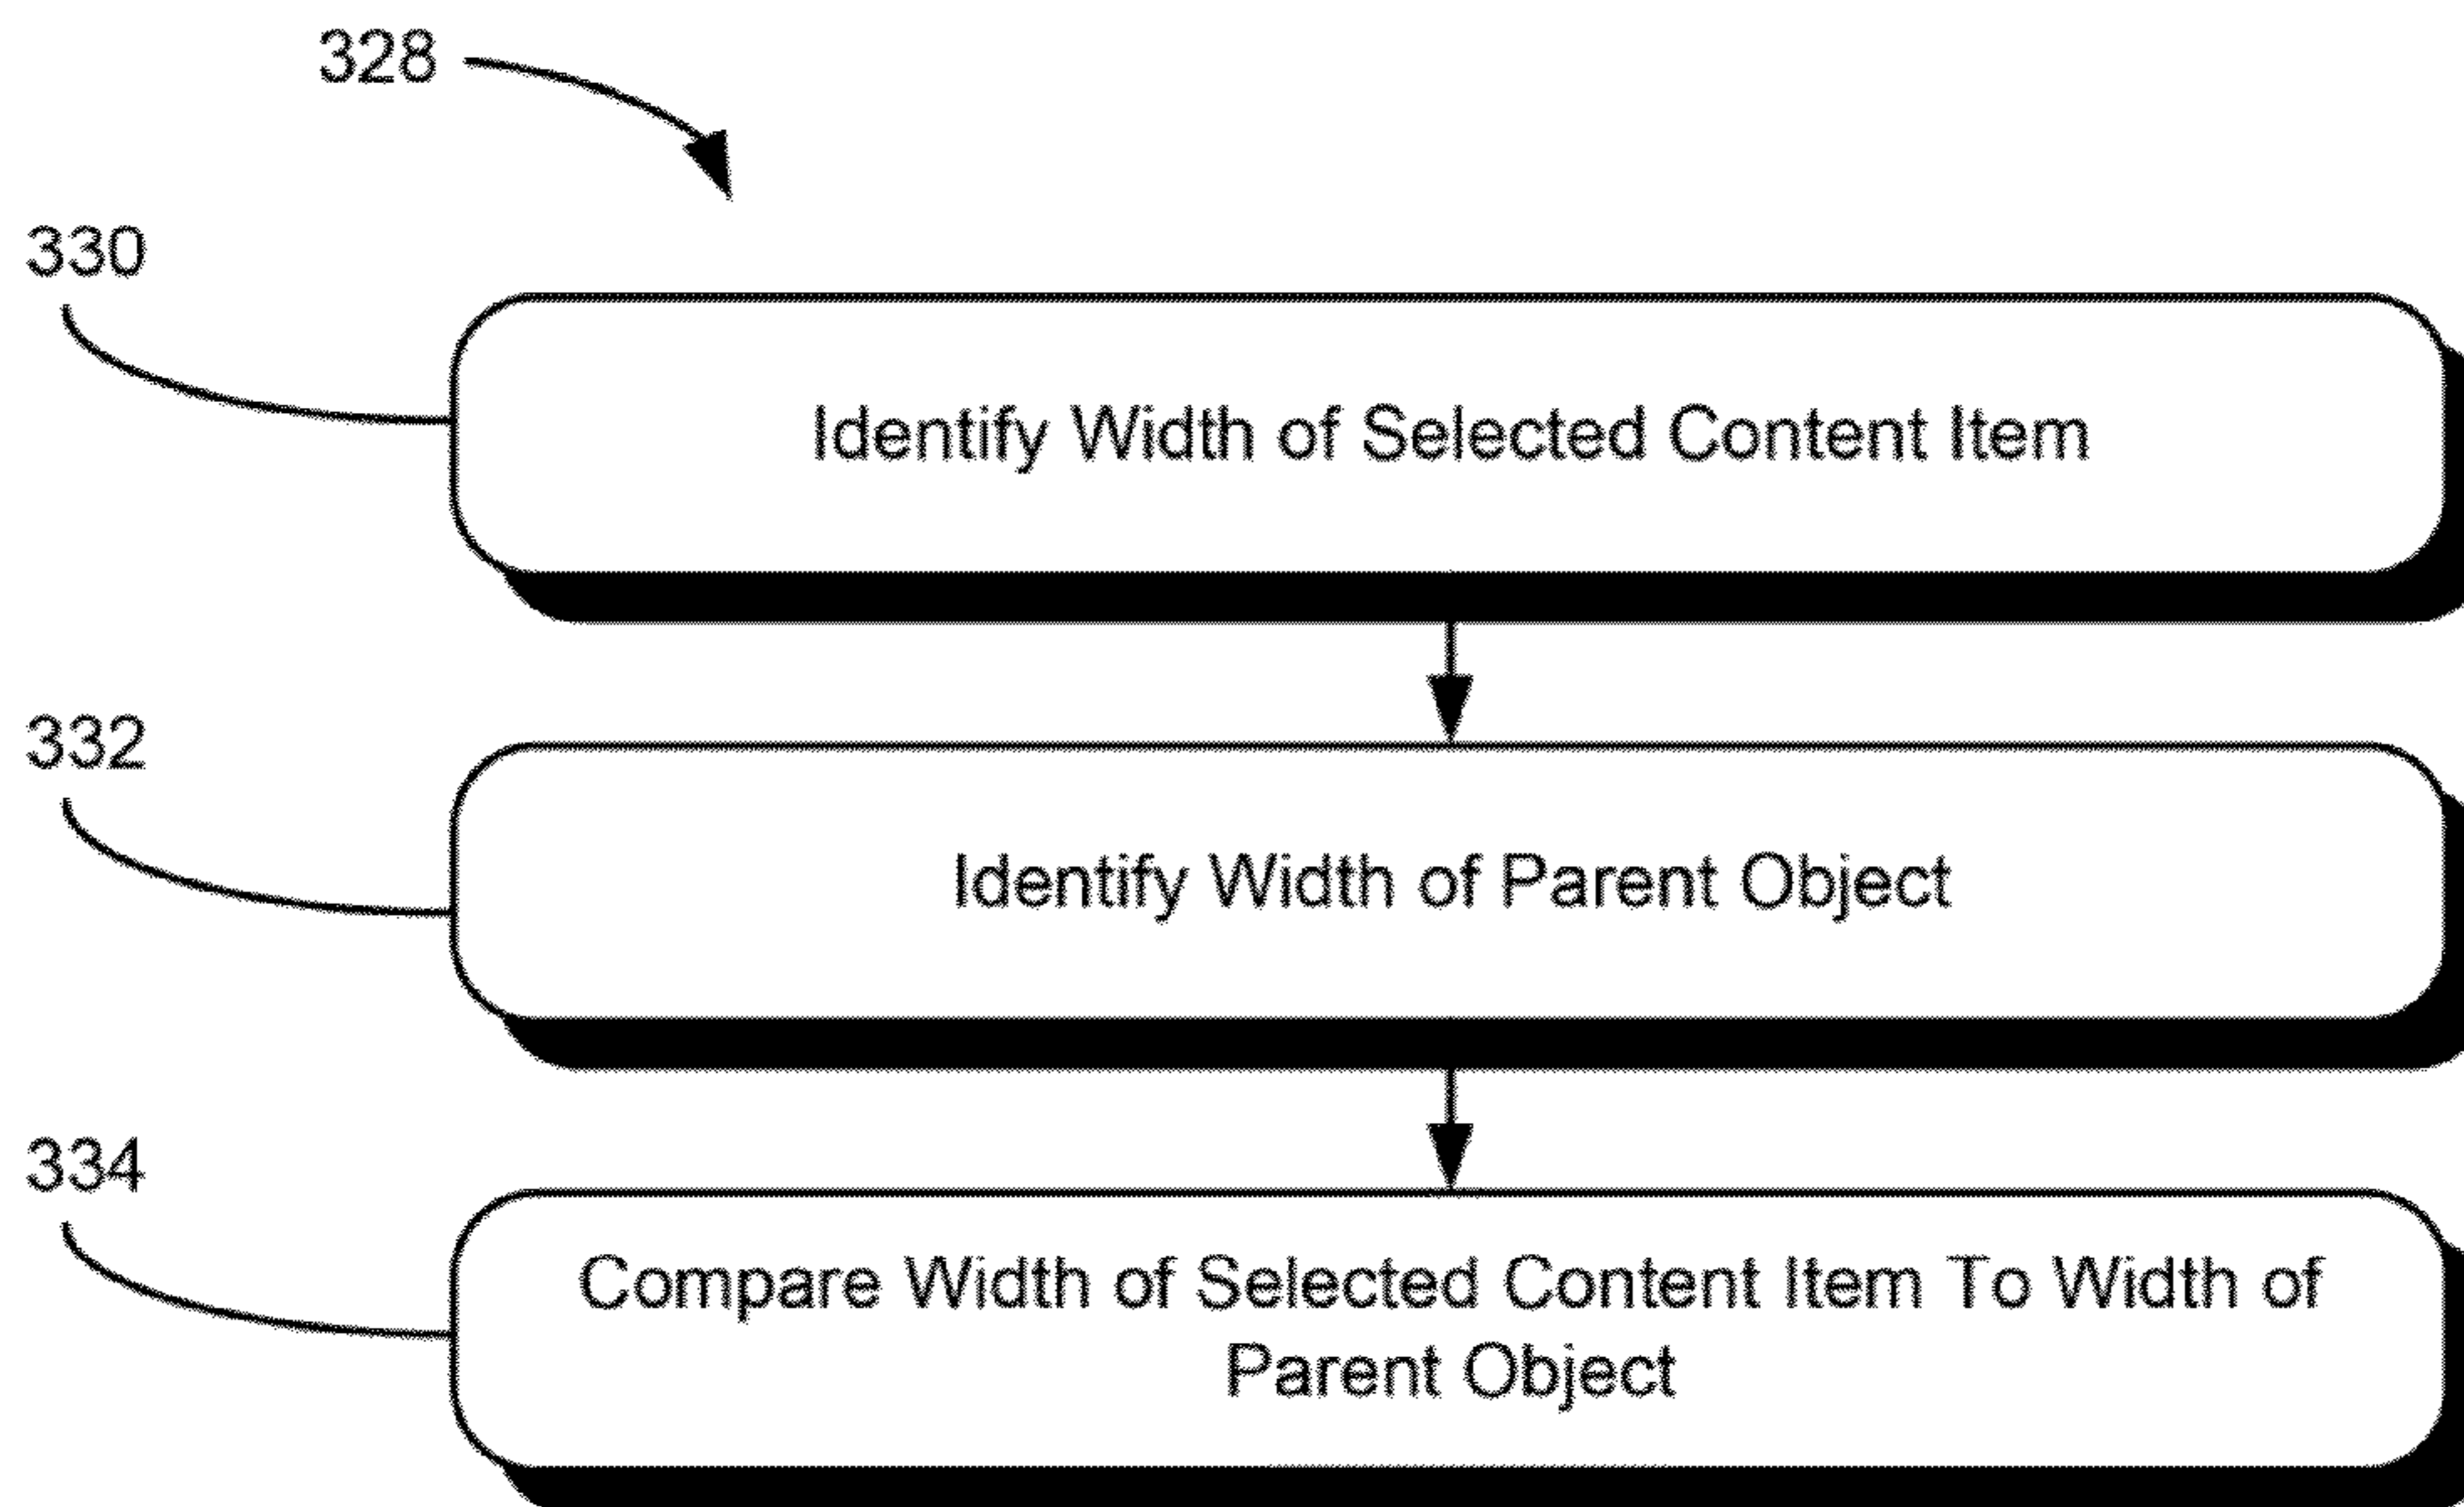 328
330
Identify Width of Selected Content Item
332
Identify Width of Parent Object
334
Compare Width of Selected Content Item To Width of
Parent Object